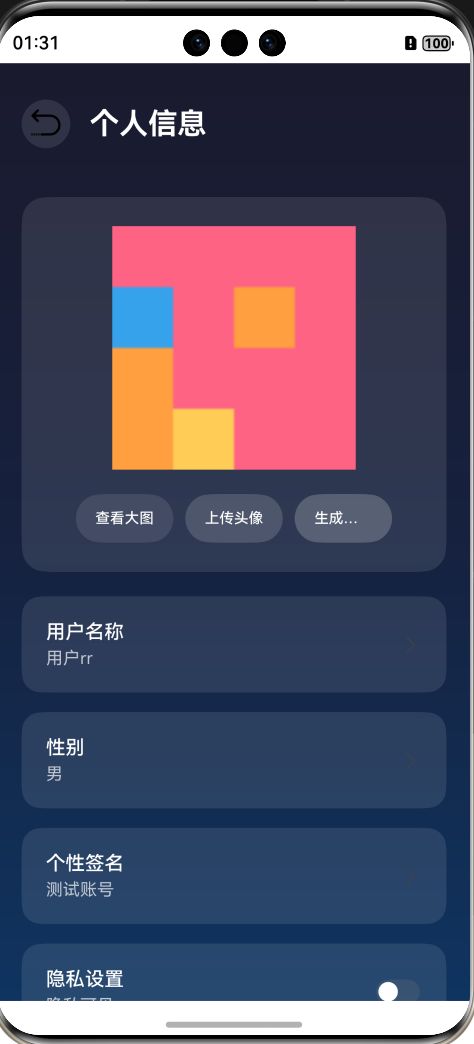 01:31
100
个人信息
查看大图
上传头像
生成...
用户名称
用户rr
性别
男
个性签名
测试账号
隐私设置